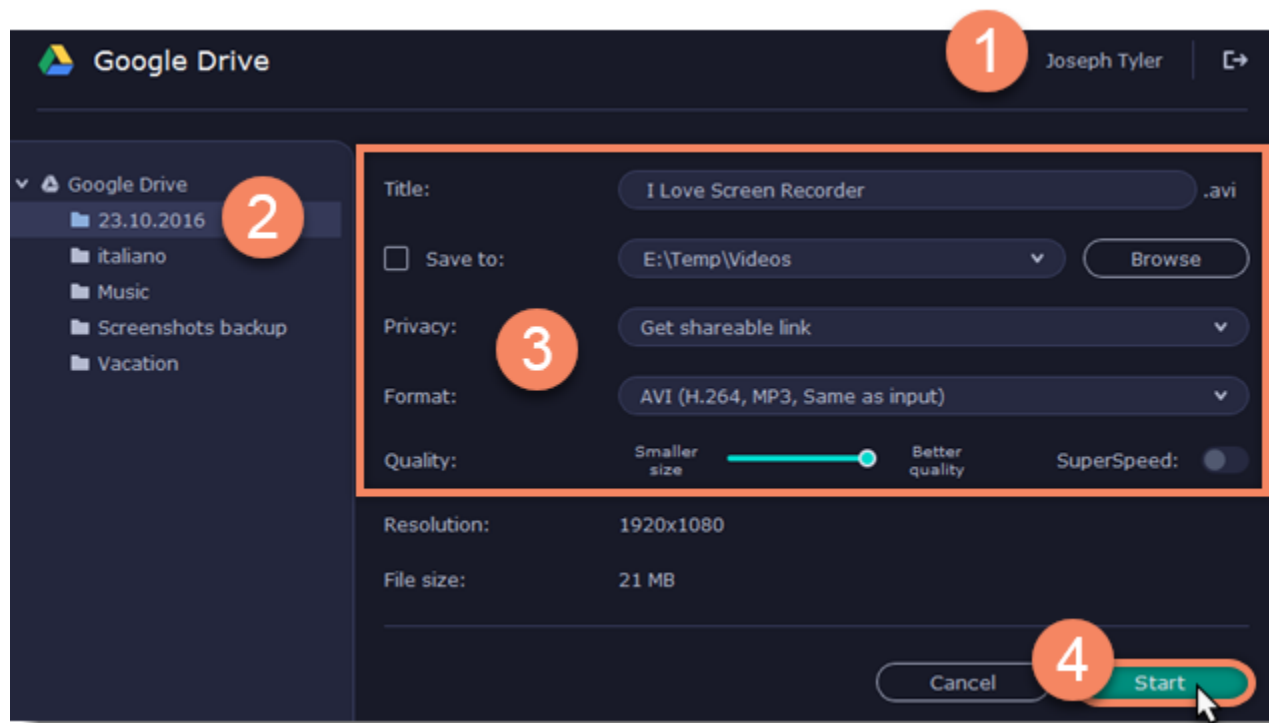 Google Drive
1
Joseph Tyler
Google Drive
2
23.10.2016
italiano
Music
Screenshots backup
Vacation
3
Title: I Love Screen Recorder .avi
Save to: E:\Temp\Videos Browse
Privacy: Get shareable link
Format: AVI (H.264, MP3, Same as input)
Quality: Smaller size Better quality SuperSpeed:
Resolution: 1920x1080
File size: 21 MB
Cancel 4 Start